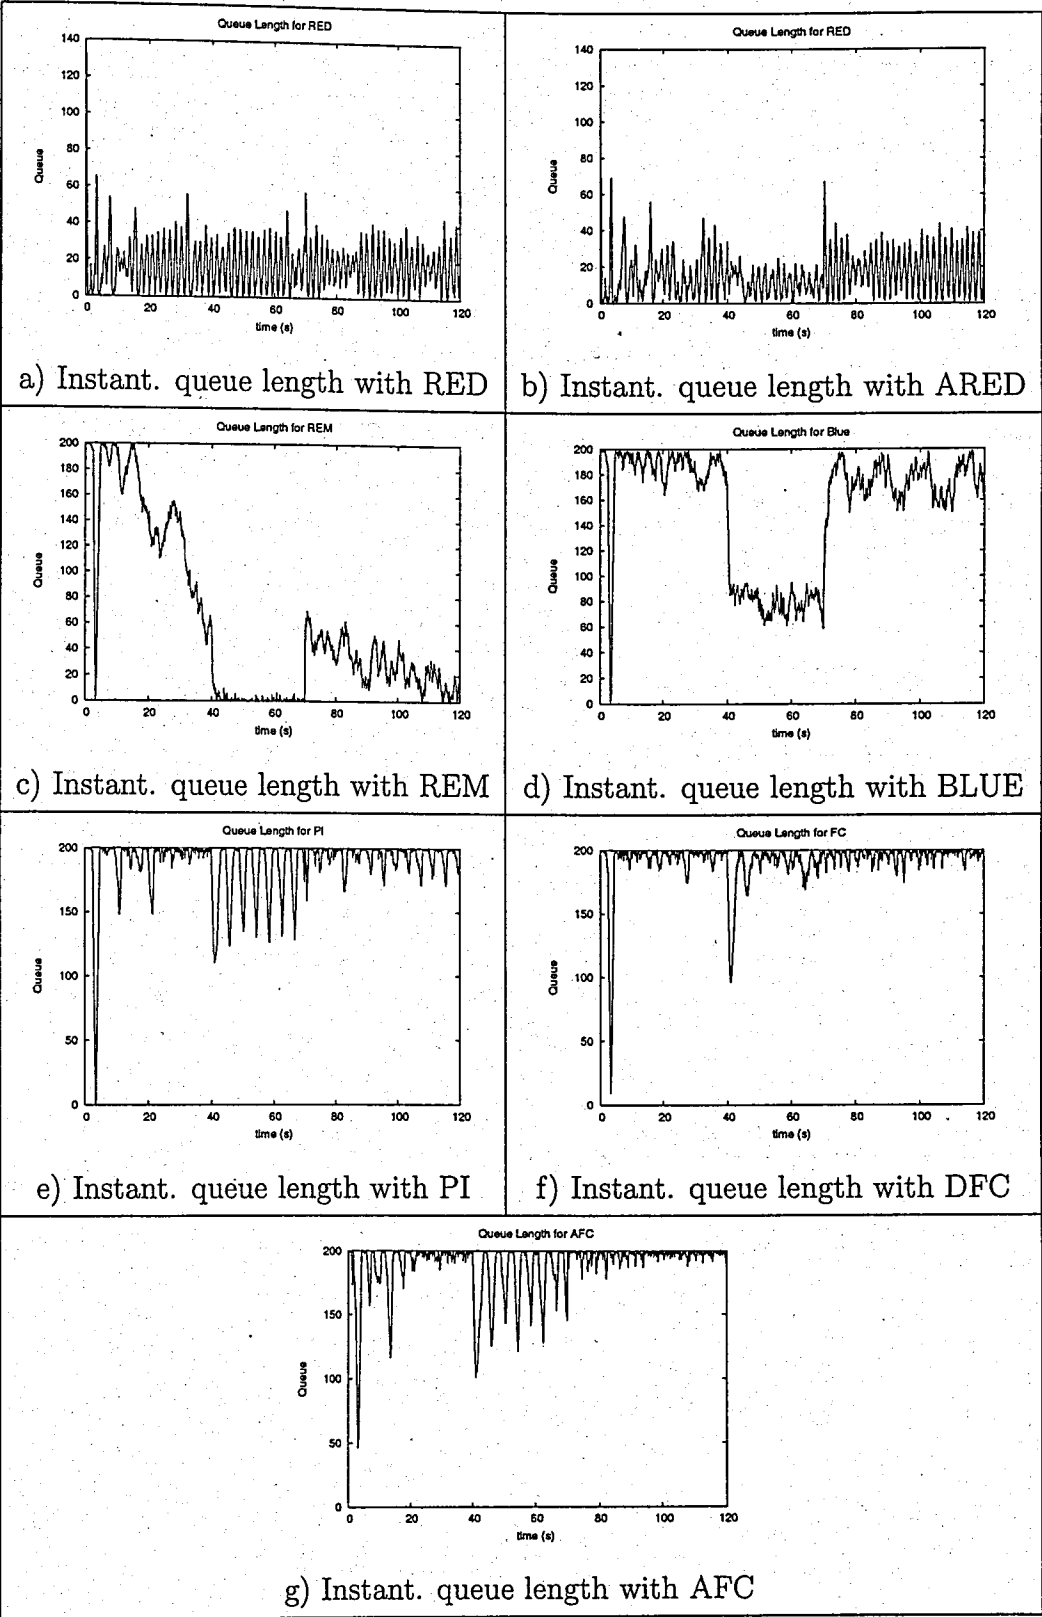 Queue Length for RED
140
120
100
80
60
40
20
0
Queue
0 20 40 60 80 100 120
time (s)
a) Instant. queue length with RED
Queue Length for RED
140
120
100
80
60
40
20
0
Queue
0 20 40 60 80 100 120
time (s)
b) Instant. queue length with ARED
Queue Length for REM
200
180
160
140
120
100
80
60
40
20
0
Queue
0 20 40 60 80 100 120
time (s)
c) Instant. queue length with REM
Queue Length for Blue
200
180
160
140
120
100
80
60
40
20
0
Queue
0 20 40 60 80 100 120
time (s)
d) Instant. queue length with BLUE
Queue Length for PI
200
150
100
50
0
Queue
0 20 40 60 80 100 120
time (s)
e) Instant. queue length with PI
Queue Length for FC
200
150
100
50
0
Queue
0 20 40 60 80 100 120
time (s)
f) Instant. queue length with DFC
Queue Length for AFC
200
150
100
50
0
Queue
0 20 40 60 80 100 120
time (s)
g) Instant. queue length with AFC